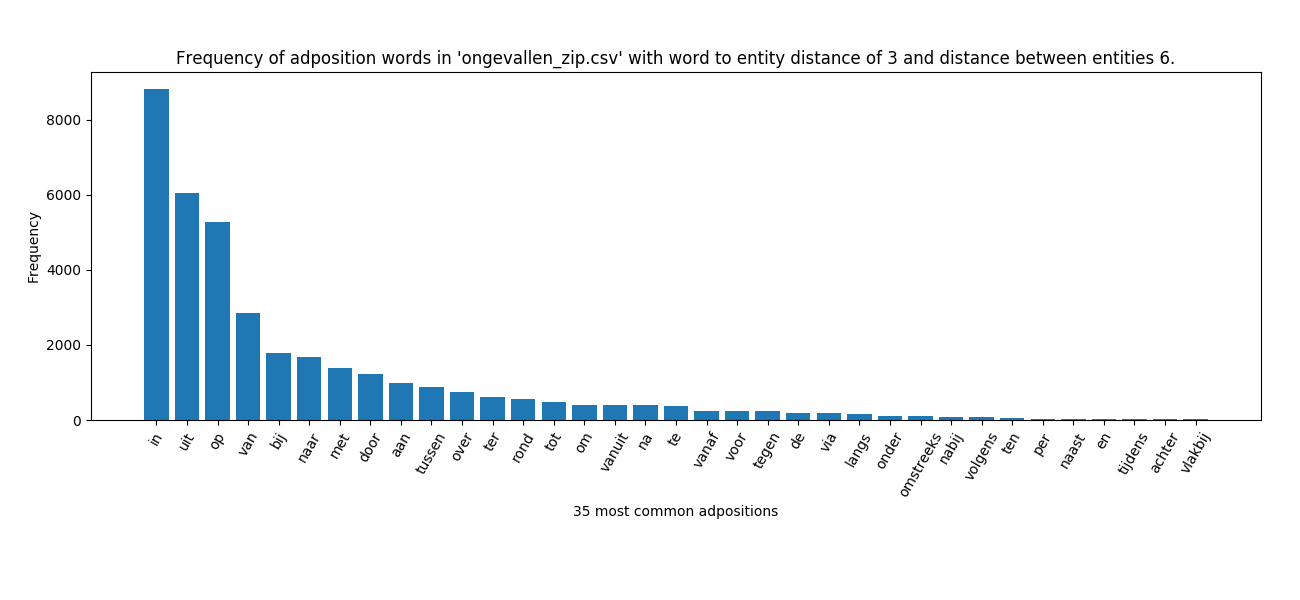 Frequency of adposition words in 'ongevallen_zip.csv' with word to entity distance of 3 and distance between entities 6.
Frequency
8000
6000
4000
2000
0
in uit op van bij naar met door aan tussen over ter rond tot om vanuit na te vanaf voor tegen de via langs onder omstreeks nabij volgens ten per naast en tijdens achter vlakbij
35 most common adpositions